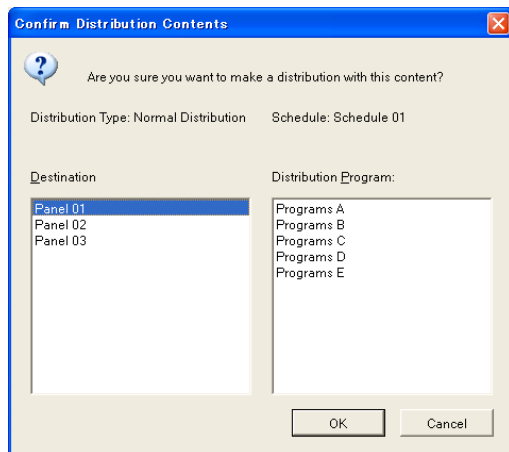 Confirm Distribution Contents
Are you sure you want to make a distribution with this content?
Distribution Type: Normal Distribution Schedule: Schedule 01
Destination Distribution Program:
Panel 01
Panel 02
Panel 03
Programs A
Programs B
Programs C
Programs D
Programs E
OK Cancel